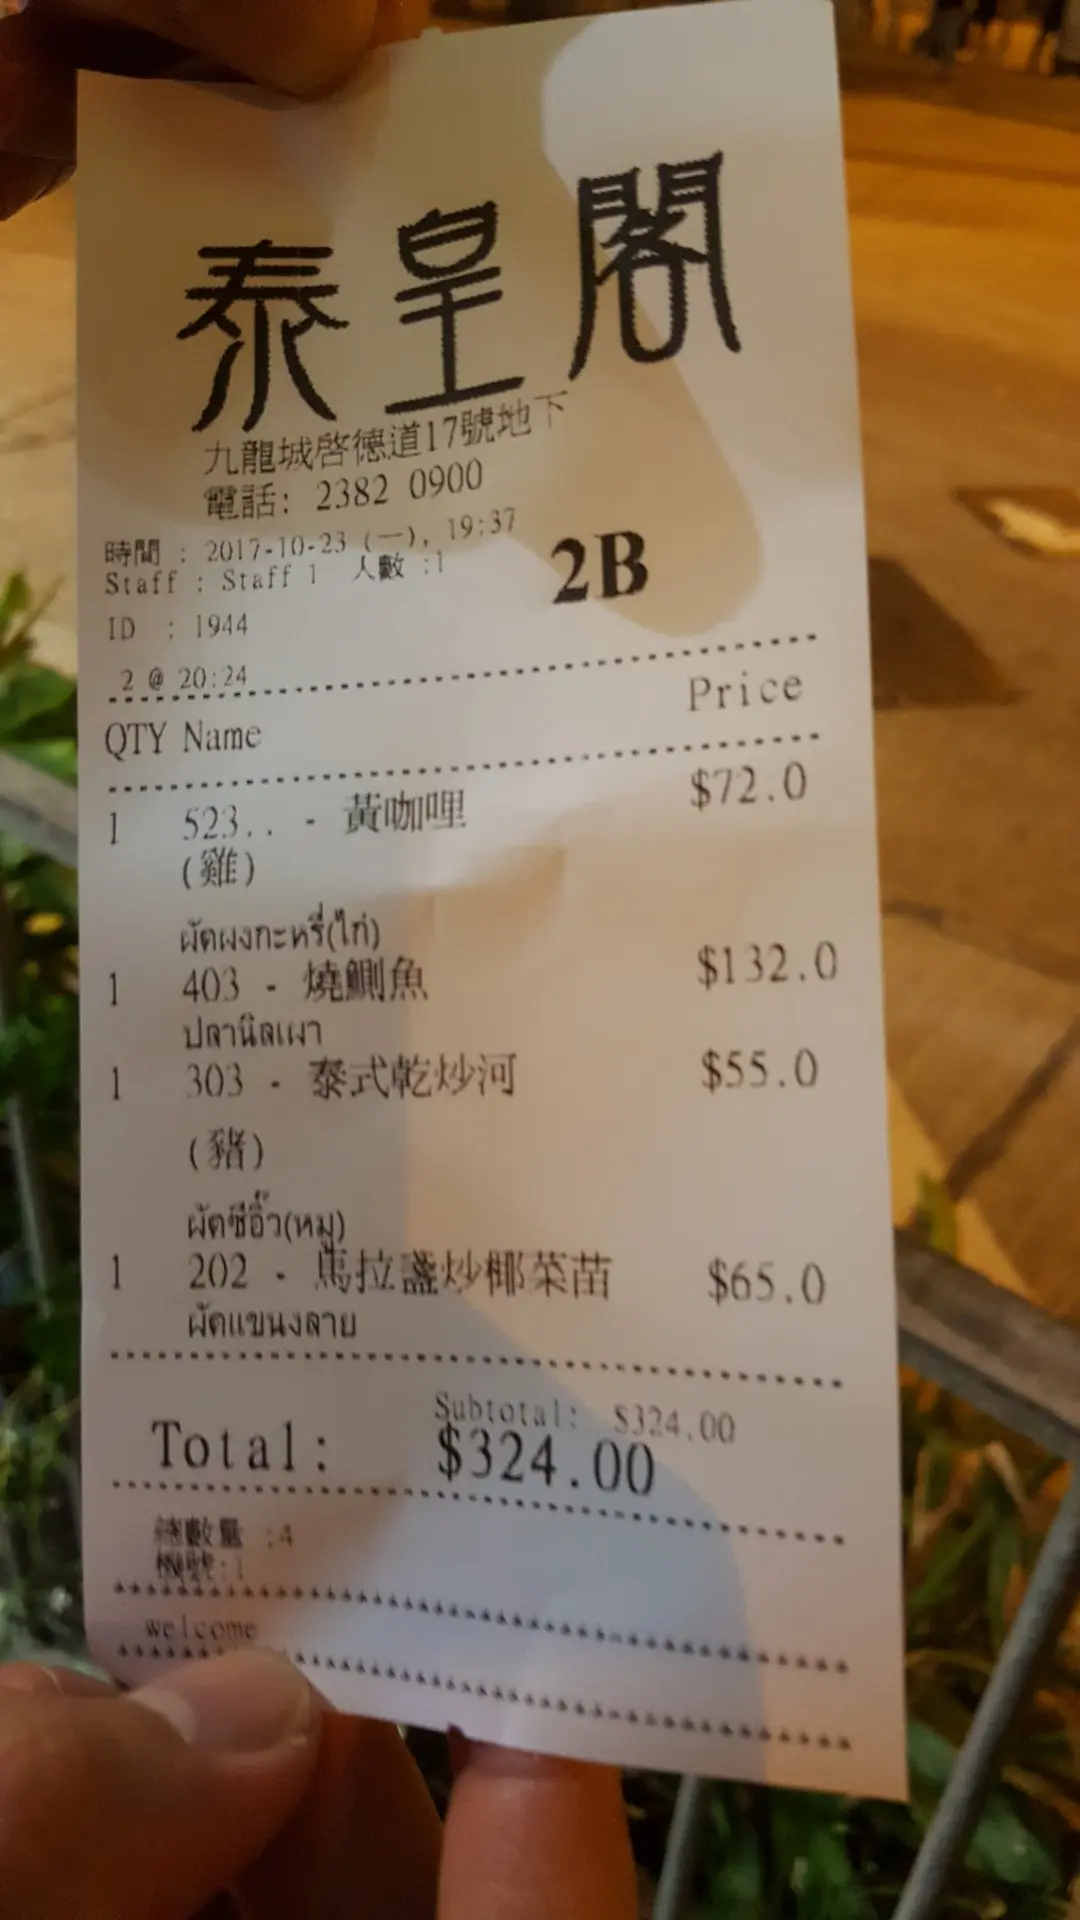 泰皇閣
九龍城啓德道17號地下
電話: 2382 0900
時間 : 2017-10-23 (一), 19:37
Staff : Staff 1 人數 :1
2B
ID : 1944
2 @ 20:24
QTY Name Price
1 523.. - 黃咖哩 $72.0
(雞)
ผัดผงกะหรี่(ไก่)
1 403 - 燒鰂魚 $132.0
ปลานิลเผา
1 303 - 泰式乾炒河 $55.0
(豬)
ผัดซีอิ๊ว(หมู)
1 202 - 馬拉盞炒椰菜苗 $65.0
ผัดแขนงลาย
Subtotal: $324.00
Total: $324.00
總數量 :4
機號:1
welcome